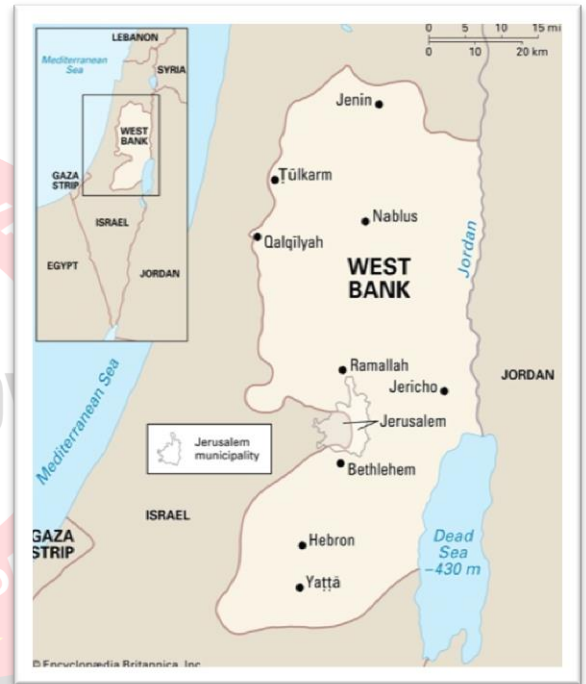 LEBANON
Mediterranean
Sea
SYRIA
WEST
BANK
GAZA
STRIP
ISRAEL
EGYPT
JORDAN
0 5 10 15 mi
0 10 20 km
Jenin
Ṭūlkarm
Nablus
Qalqīlyah
Jordan
WEST
BANK
Ramallah
JORDAN
Jericho
Mediterranean Sea
Jerusalem
Jerusalem
municipality
Bethlehem
ISRAEL
GAZA
STRIP
Hebron
Dead
Sea
−430 m
Yaṭṭā
© Encyclopædia Britannica, Inc.